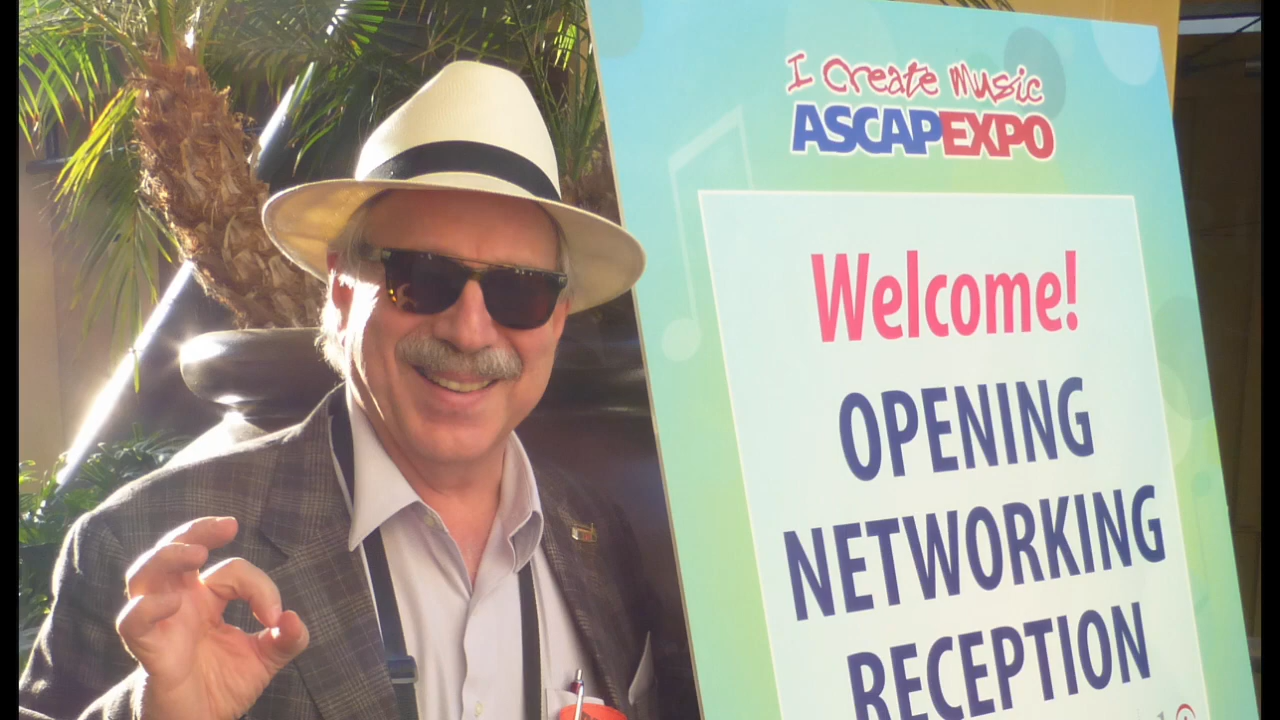 I Create Music
ASCAPEXPO
Welcome!
OPENING
NETWORKING
RECEPTION